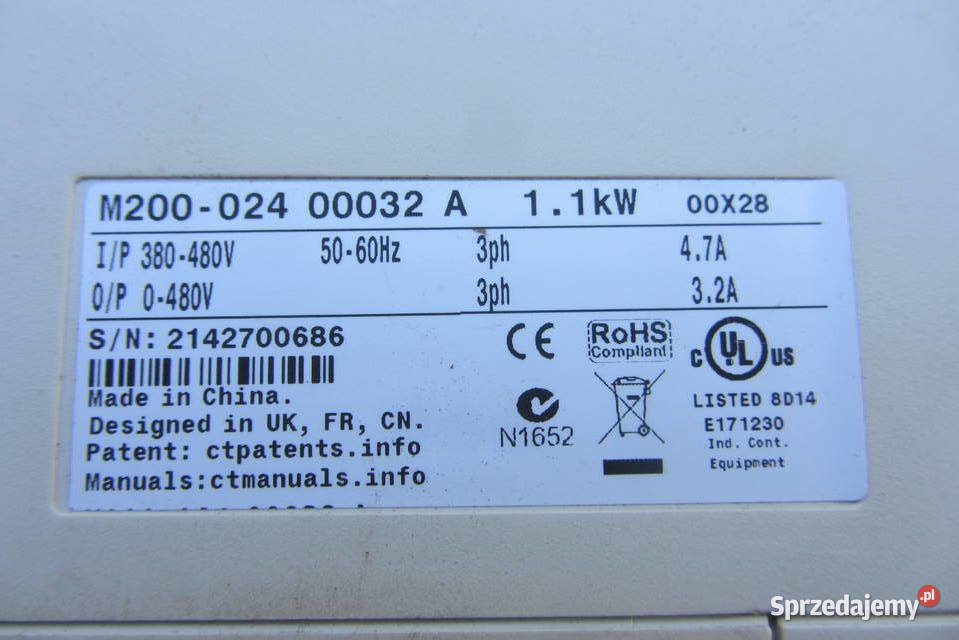 M200-024 00032 A 1.1kW 00X28
I/P 380-480V 50-60Hz 3ph 4.7A
O/P 0-480V 3ph 3.2A
S/N: 2142700686
Made in China.
Designed in UK, FR, CN.
Patent: ctpatents.info
Manuals:ctmanuals.info
CE
RoHS
Compliant
c UL US
N1652
LISTED 8D14
E171230
Ind. Cont.
Equipment
Sprzedajemy.pl